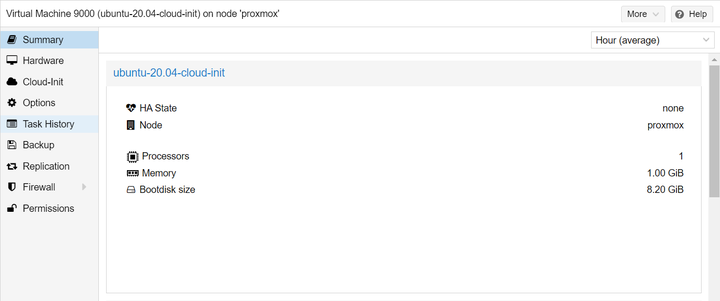 Virtual Machine 9000 (ubuntu-20.04-cloud-init) on node 'proxmox'
More
Help
Summary
Hour (average)
Hardware
Cloud-Init
Options
Task History
Backup
Replication
Firewall
Permissions
ubuntu-20.04-cloud-init
HA State none
Node proxmox
Processors 1
Memory 1.00 GiB
Bootdisk size 8.20 GiB